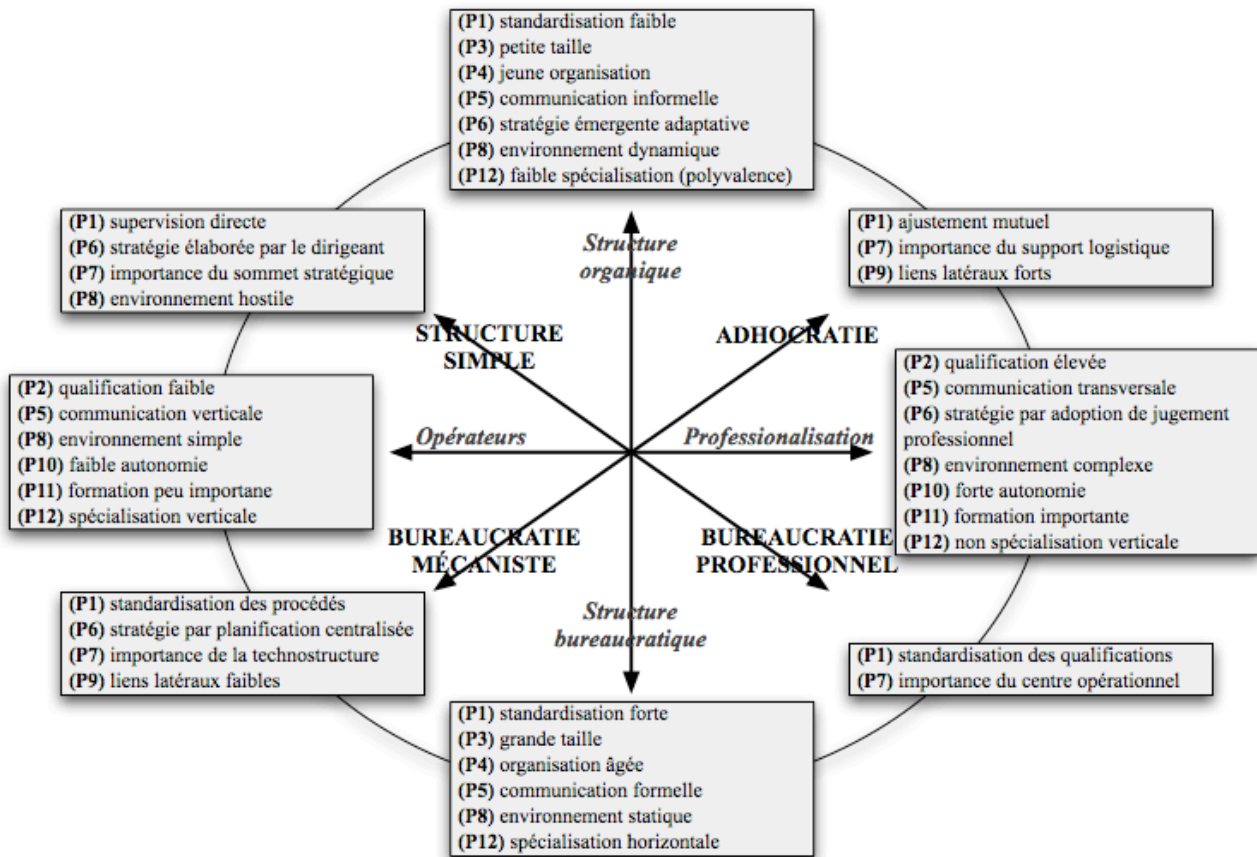 (P1) standardisation faible
(P3) petite taille
(P4) jeune organisation
(P5) communication informelle
(P6) stratégie émergente adaptative
(P8) environnement dynamique
(P12) faible spécialisation (polyvalence)
(P1) supervision directe
(P6) stratégie élaborée par le dirigeant
(P7) importance du sommet stratégique
(P8) environnement hostile
(P1) ajustement mutuel
(P7) importance du support logistique
(P9) liens latéraux forts
Structure
organique
STRUCTURE
SIMPLE
ADHOCRATIE
(P2) qualification faible
(P5) communication verticale
(P8) environnement simple
(P10) faible autonomie
(P11) formation peu importane
(P12) spécialisation verticale
Opérateurs
Professionalisation
(P2) qualification élevée
(P5) communication transversale
(P6) stratégie par adoption de jugement
professionnel
(P8) environnement complexe
(P10) forte autonomie
(P11) formation importante
(P12) non spécialisation verticale
BUREAUCRATIE
MÉCANISTE
BUREAUCRATIE
PROFESSIONNEL
Structure
bureaucratique
(P1) standardisation des procédés
(P6) stratégie par planification centralisée
(P7) importance de la technostructure
(P9) liens latéraux faibles
(P1) standardisation des qualifications
(P7) importance du centre opérationnel
(P1) standardisation forte
(P3) grande taille
(P4) organisation âgée
(P5) communication formelle
(P8) environnement statique
(P12) spécialisation horizontale